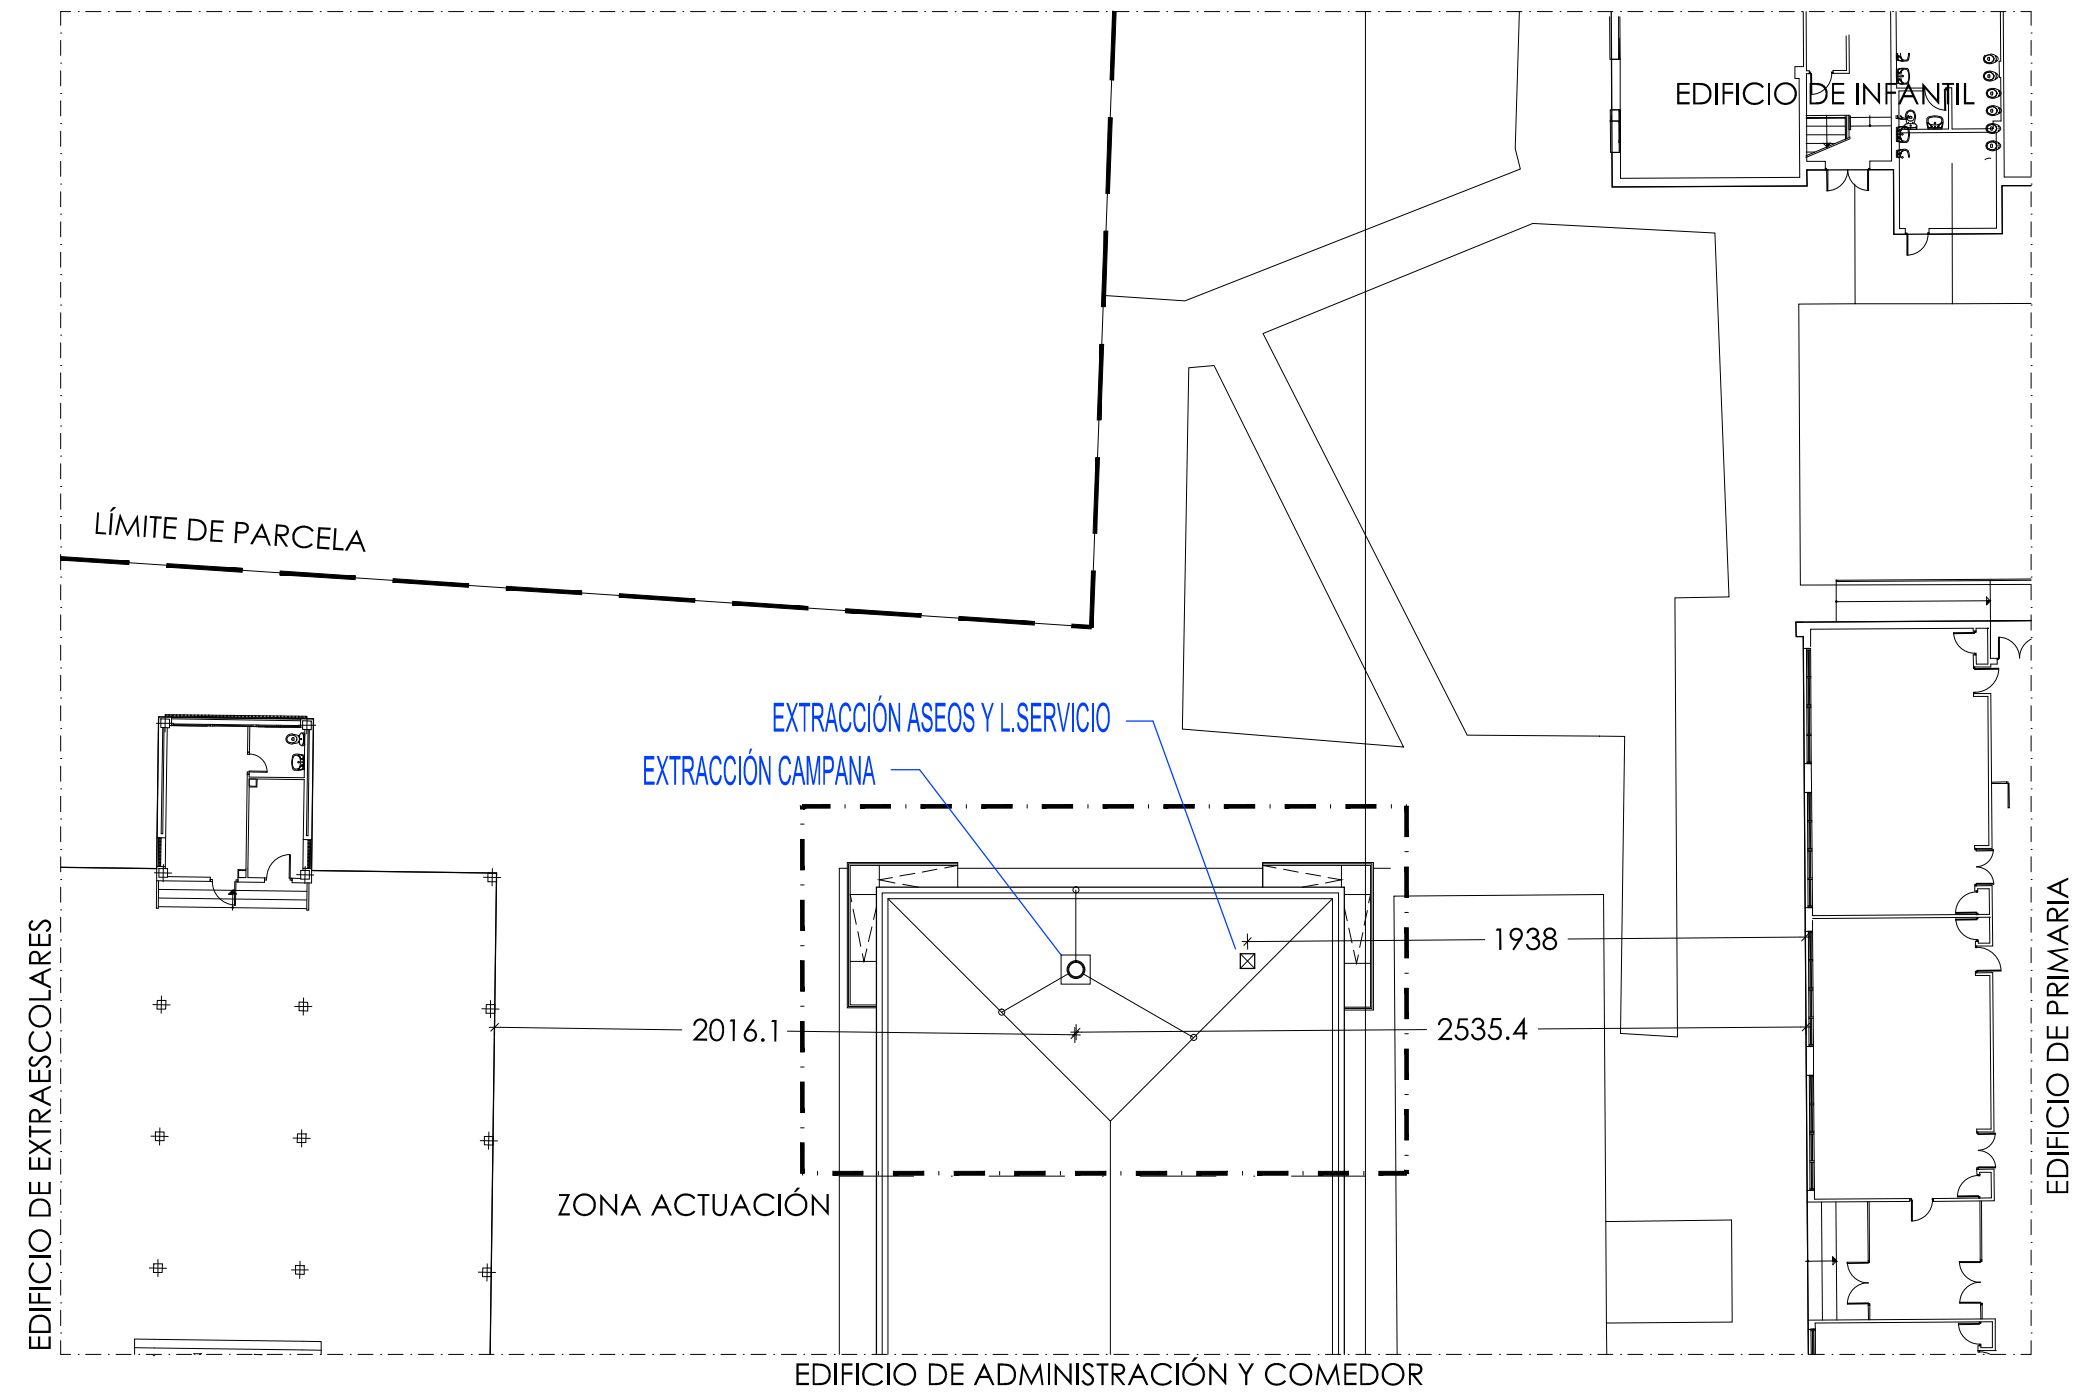 EDIFICIO DE INFANTIL
LÍMITE DE PARCELA
EXTRACCIÓN ASEOS Y L.SERVICIO
EXTRACCIÓN CAMPANA
1938
2016.1
2535.4
ZONA ACTUACIÓN
EDIFICIO DE EXTRAESCOLARES
EDIFICIO DE PRIMARIA
EDIFICIO DE ADMINISTRACIÓN Y COMEDOR